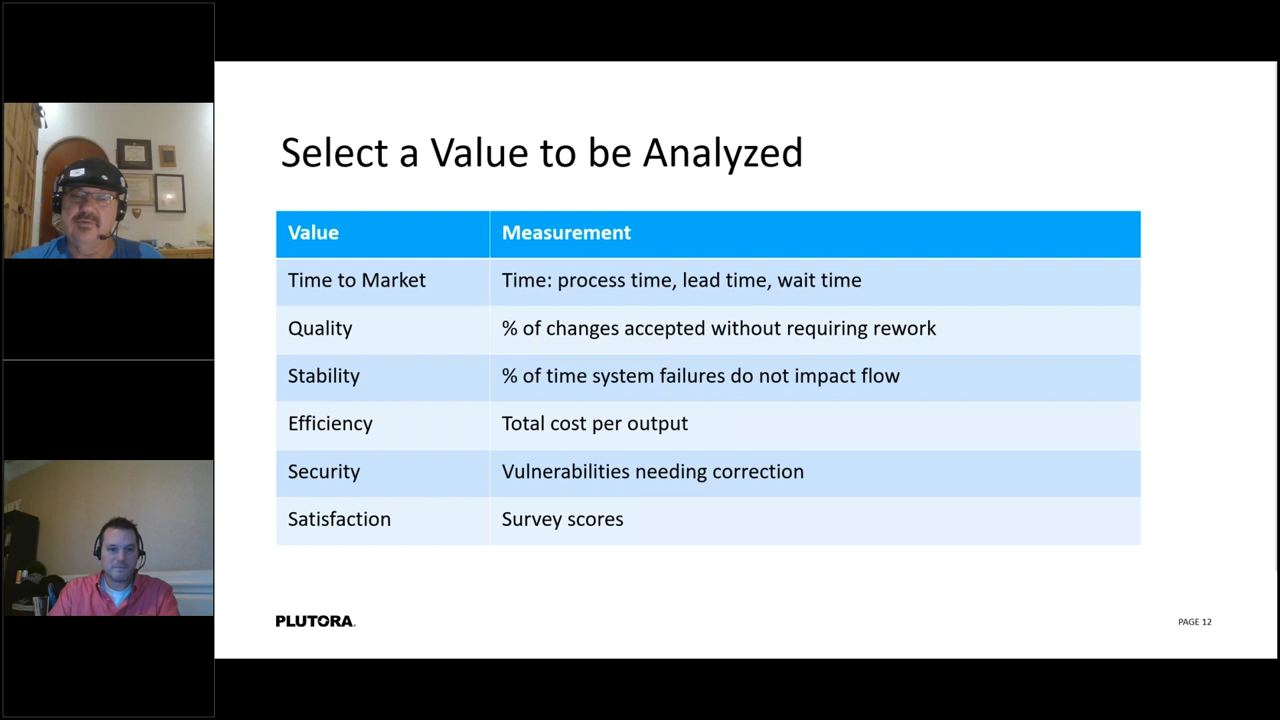 Select a Value to be Analyzed
Value Measurement
Time to Market Time: process time, lead time, wait time
Quality % of changes accepted without requiring rework
Stability % of time system failures do not impact flow
Efficiency Total cost per output
Security Vulnerabilities needing correction
Satisfaction Survey scores
PLUTORA.
PAGE 12